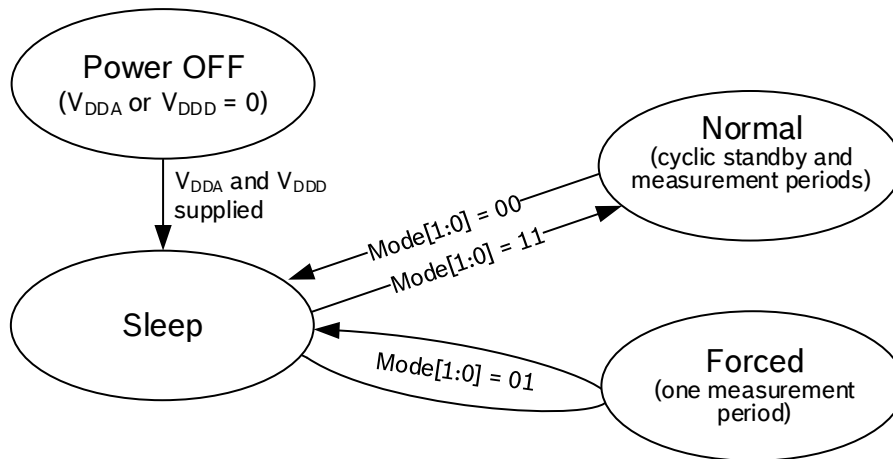 Power OFF
(VDDA or VDDD = 0)
VDDA and VDDD
supplied
Normal
(cyclic standby and
measurement periods)
Mode[1:0] = 00
Mode[1:0] = 11
Sleep
Mode[1:0] = 01
Forced
(one measurement
period)